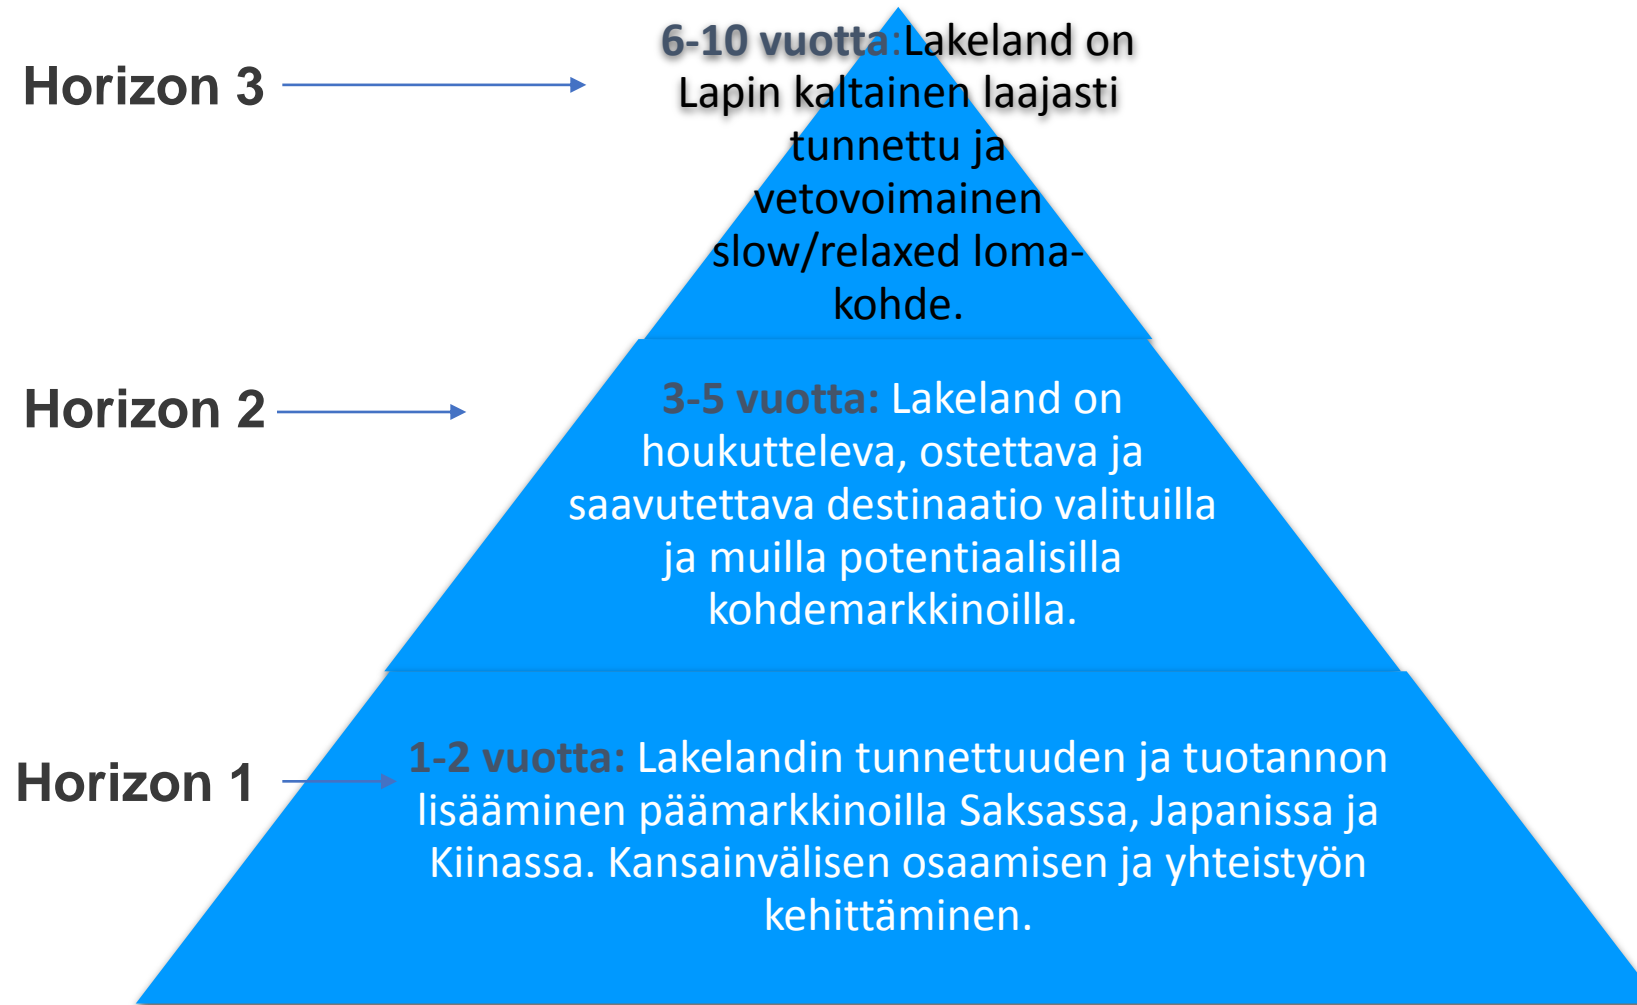 Horizon 3
6-10 vuotta:Lakeland on
Lapin kaltainen laajasti
tunnettu ja
vetovoimainen
slow/relaxed loma-
kohde.
Horizon 2
3-5 vuotta: Lakeland on
houkutteleva, ostettava ja
saavutettava destinaatio valituilla
ja muilla potentiaalisilla
kohdemarkkinoilla.
Horizon 1
1-2 vuotta: Lakelandin tunnettuuden ja tuotannon
lisääminen päämarkkinoilla Saksassa, Japanissa ja
Kiinassa. Kansainvälisen osaamisen ja yhteistyön
kehittäminen.